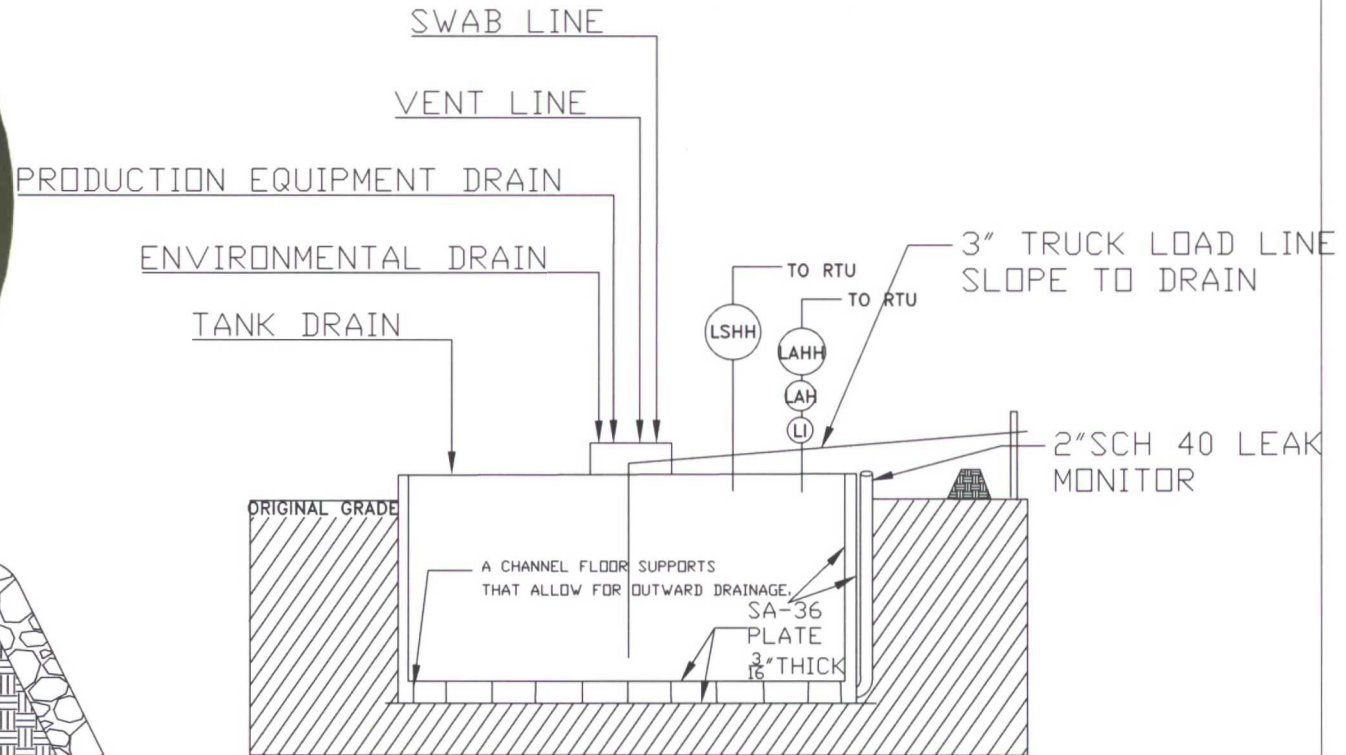 SWAB LINE
VENT LINE
PRODUCTION EQUIPMENT DRAIN
ENVIRONMENTAL DRAIN
TANK DRAIN
TO RTU
TO RTU
3" TRUCK LOAD LINE
SLOPE TO DRAIN
LSHH
LAHH
LAH
LI
2"SCH 40 LEAK
MONITOR
ORIGINAL GRADE
A CHANNEL FLOOR SUPPORTS
THAT ALLOW FOR OUTWARD DRAINAGE.
SA-36
PLATE
3/16" THICK